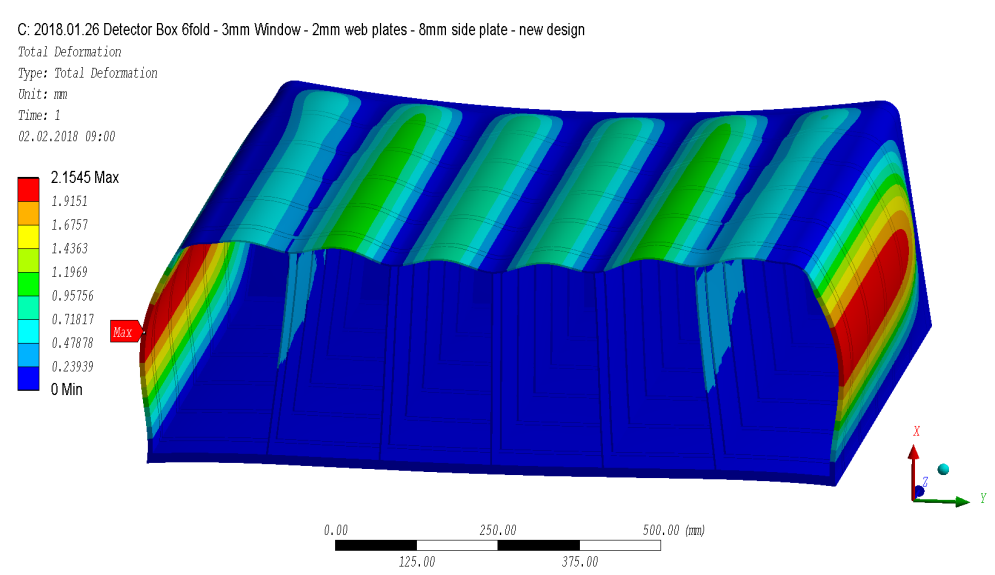 C: 2018.01.26 Detector Box 6fold - 3mm Window - 2mm web plates - 8mm side plate - new design
Total Deformation
Type: Total Deformation
Unit: mm
Time: 1
02.02.2018 09:00
2.1545 Max
1.9151
1.6757
1.4363
1.1969
0.95756
0.71817
0.47878
0.23939
0 Min
Max
X
Z
Y
0.00 250.00 500.00 (mm)
125.00 375.00